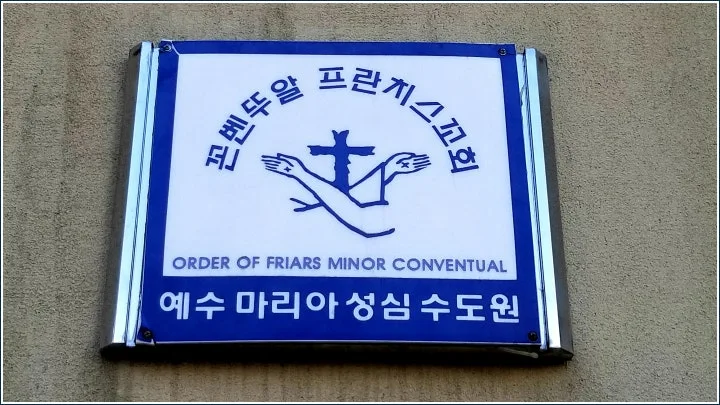 꼰벤뚜알 프란치스꼬회
ORDER OF FRIARS MINOR CONVENTUAL
예수 마리아 성심 수도원